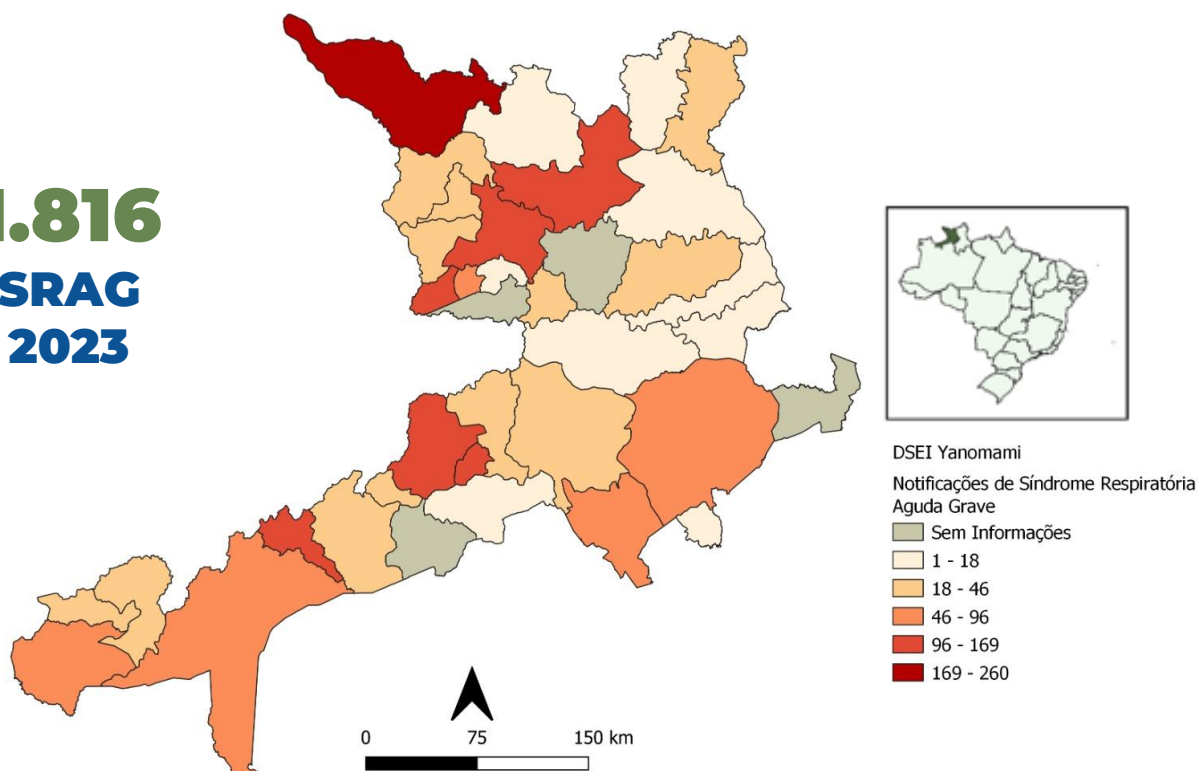 1.816
SRAG
2023
DSEI Yanomami
Notificações de Síndrome Respiratória
Aguda Grave
Sem Informações
1 - 18
18 - 46
46 - 96
96 - 169
169 - 260
0 75 150 km